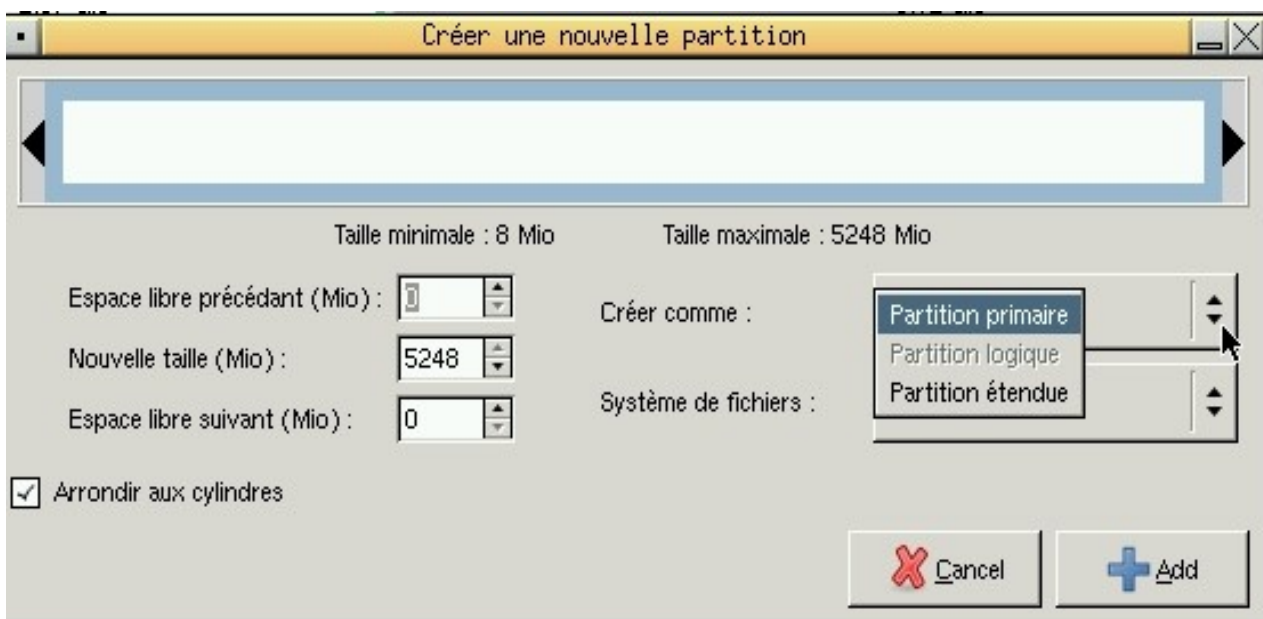 Créer une nouvelle partition
Taille minimale : 8 Mio Taille maximale : 5248 Mio
Espace libre précédant (Mio) : 0
Créer comme :
Partition primaire
Nouvelle taille (Mio) : 5248
Partition logique
Partition étendue
Système de fichiers :
Espace libre suivant (Mio) : 0
Arrondir aux cylindres
Cancel Add